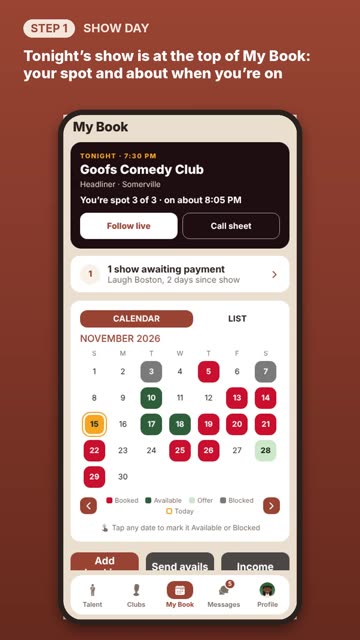 STEP 1 SHOW DAY
Tonight’s show is at the top of My Book:
your spot and about when you’re on
My Book
TONIGHT · 7:30 PM
Goofs Comedy Club
Headliner · Somerville
You’re spot 3 of 3 · on about 8:05 PM
Follow live Call sheet
1 1 show awaiting payment
Laugh Boston, 2 days since show
CALENDAR LIST
NOVEMBER 2026
S M T W T F S
1 2 3 4 5 6 7
8 9 10 11 12 13 14
15 16 17 18 19 20 21
22 23 24 25 26 27 28
29 30
Booked Available Offer Blocked
Today
Tap any date to mark it Available or Blocked
Add Send avails Income
5
Talent Clubs My Book Messages Profile